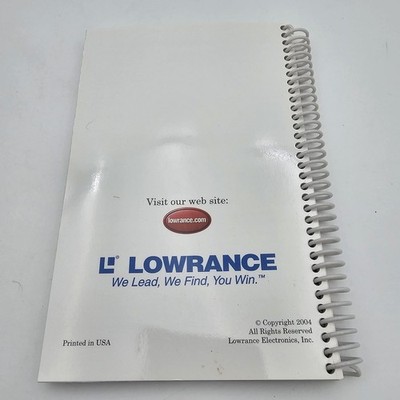 Visit our web site:
lowrance.com
LOWRANCE
We Lead, We Find, You Win.™
© Copyright 2004
All Rights Reserved
Printed in USA
Lowrance Electronics, Inc.